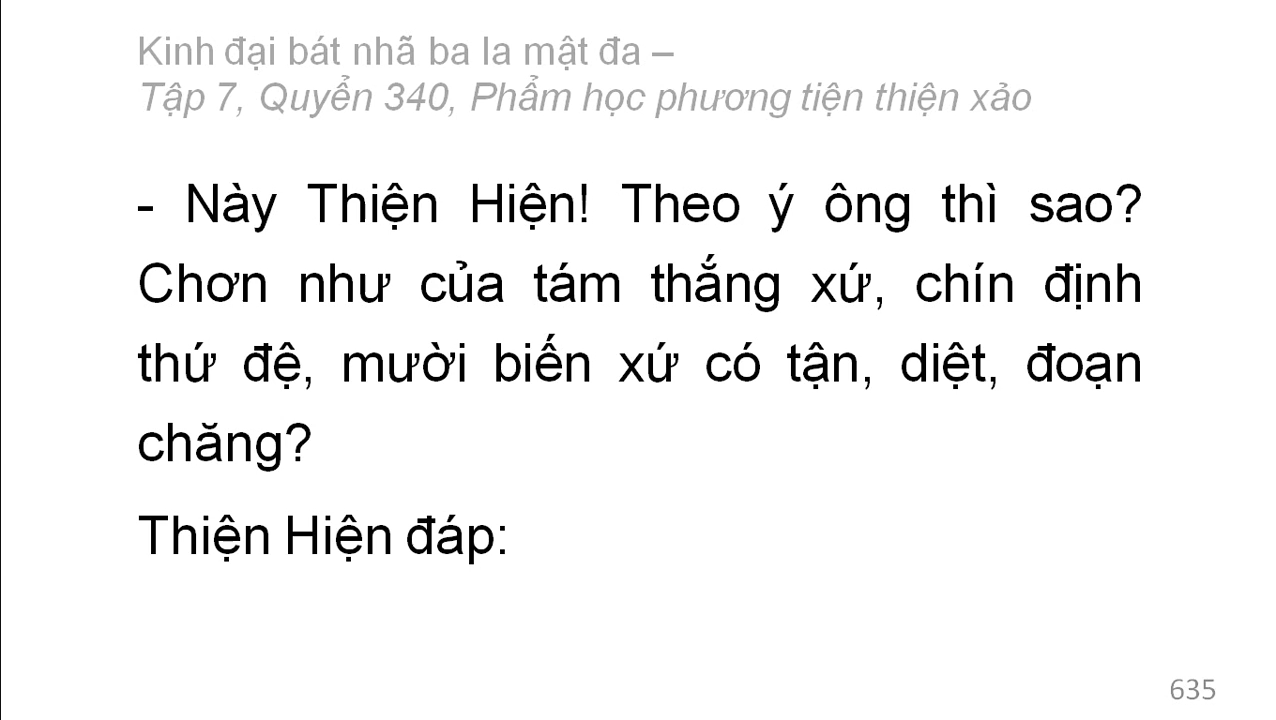 Kinh đại bát nhã ba la mật đa –
Tập 7, Quyển 340, Phẩm học phương tiện thiện xảo
- Này Thiện Hiện! Theo ý ông thì sao?
Chơn như của tám thắng xứ, chín định
thứ đệ, mười biến xứ có tận, diệt, đoạn
chăng?
Thiện Hiện đáp:
635